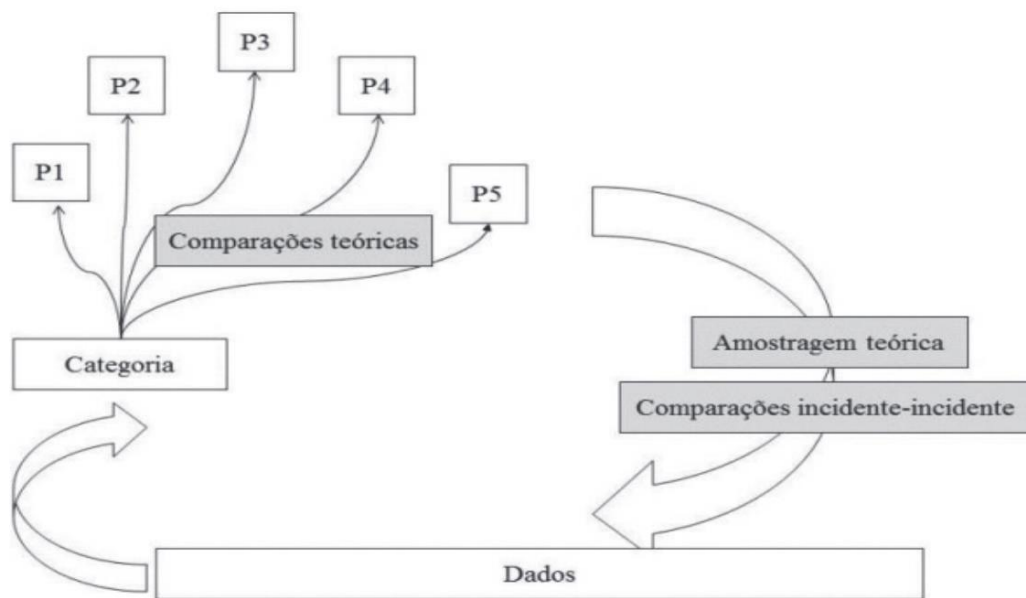 P3
P2
P4
P1
P5
Comparações teóricas
Amostragem teórica
Categoria
Comparações incidente-incidente
Dados